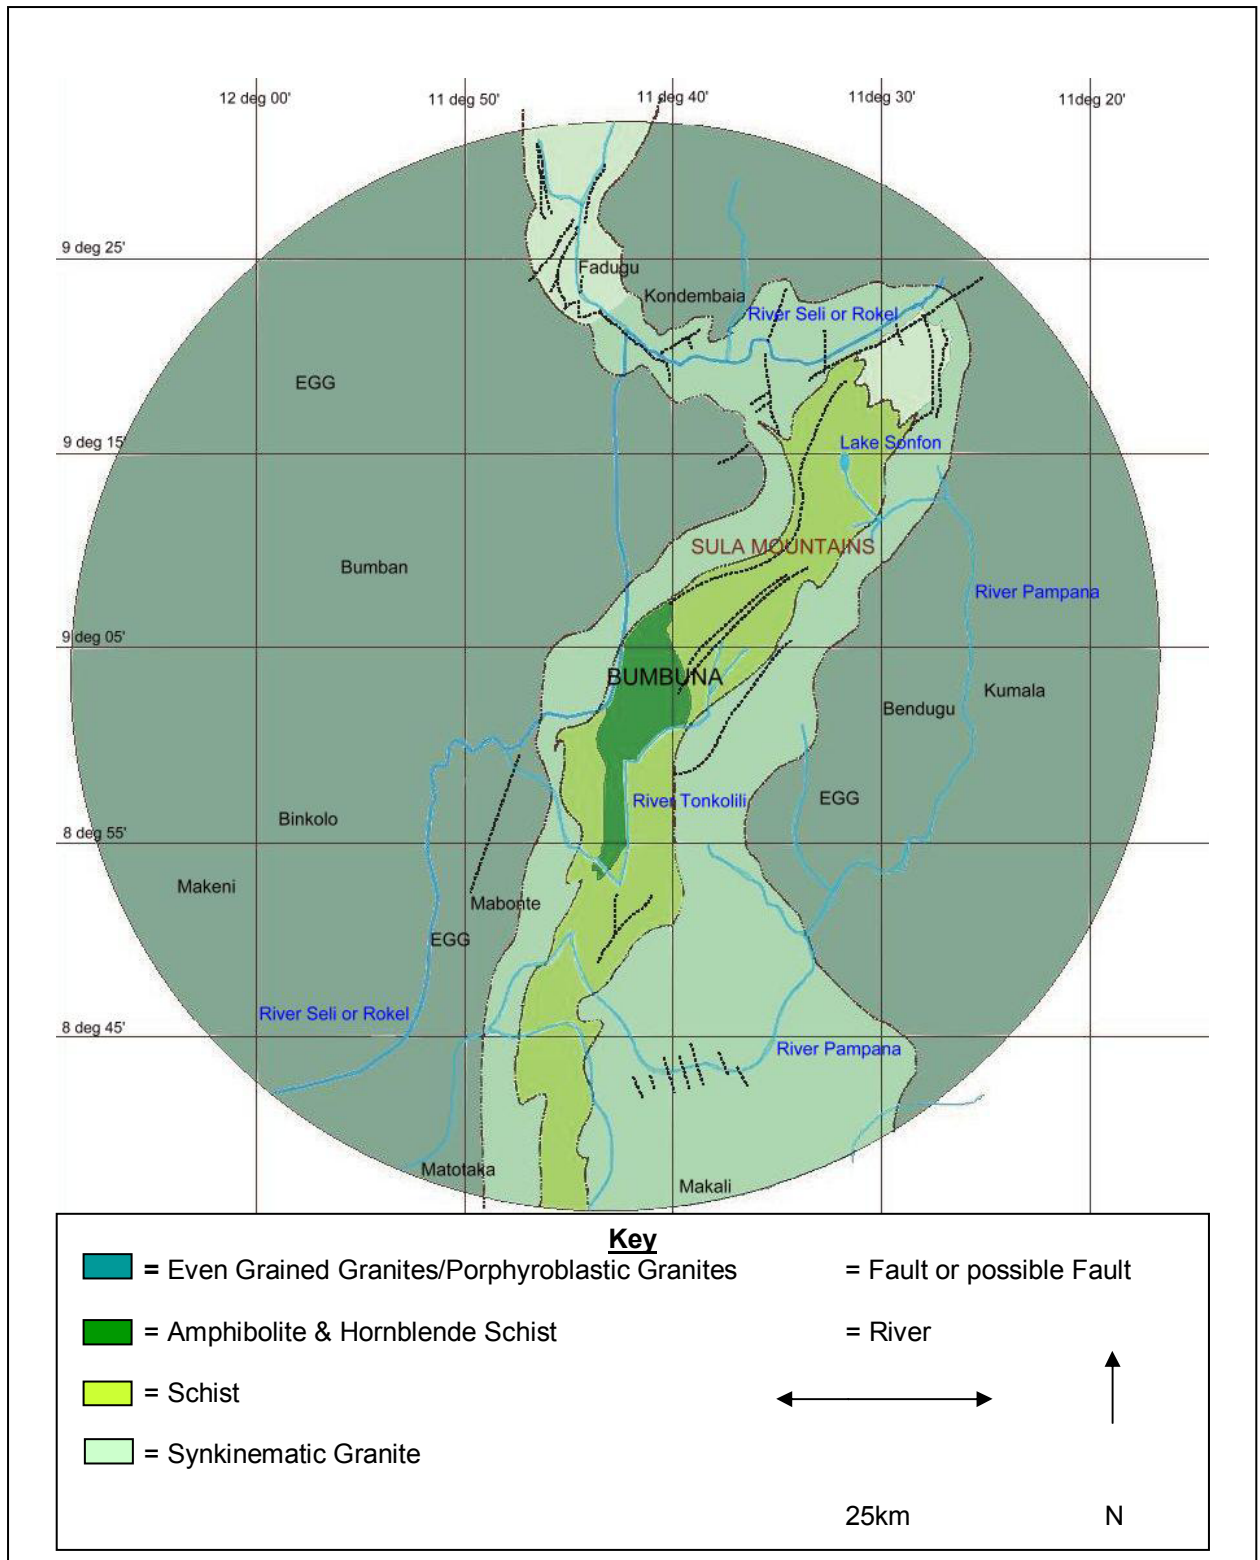 12 deg 00' 11 deg 50' 11 deg 40' 11deg 30' 11deg 20'
9 deg 25'
Fadugu
Kondembaia
River Seli or Rokel
EGG
9 deg 15'
Lake Sonfon
SULA MOUNTAINS
Bumban
River Pampana
9 deg 05'
BUMBUNA
Kumala
Bendugu
EGG
River Tonkolili
Binkolo
8 deg 55'
Makeni
Mabonte
EGG
River Seli or Rokel
8 deg 45'
River Pampana
Matotaka
Makali
Key
= Even Grained Granites/Porphyroblastic Granites = Fault or possible Fault
= Amphibolite & Hornblende Schist = River
= Schist
= Synkinematic Granite
25km N